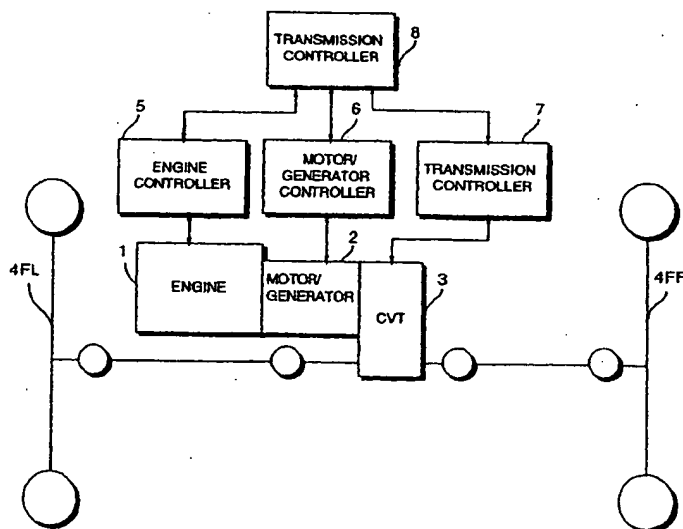 TRANSMISSION
CONTROLLER
8
5
6
7
ENGINE
CONTROLLER
MOTOR/
GENERATOR
CONTROLLER
TRANSMISSION
CONTROLLER
1
2
3
4FL
ENGINE
MOTOR/
GENERATOR
CVT
4FF